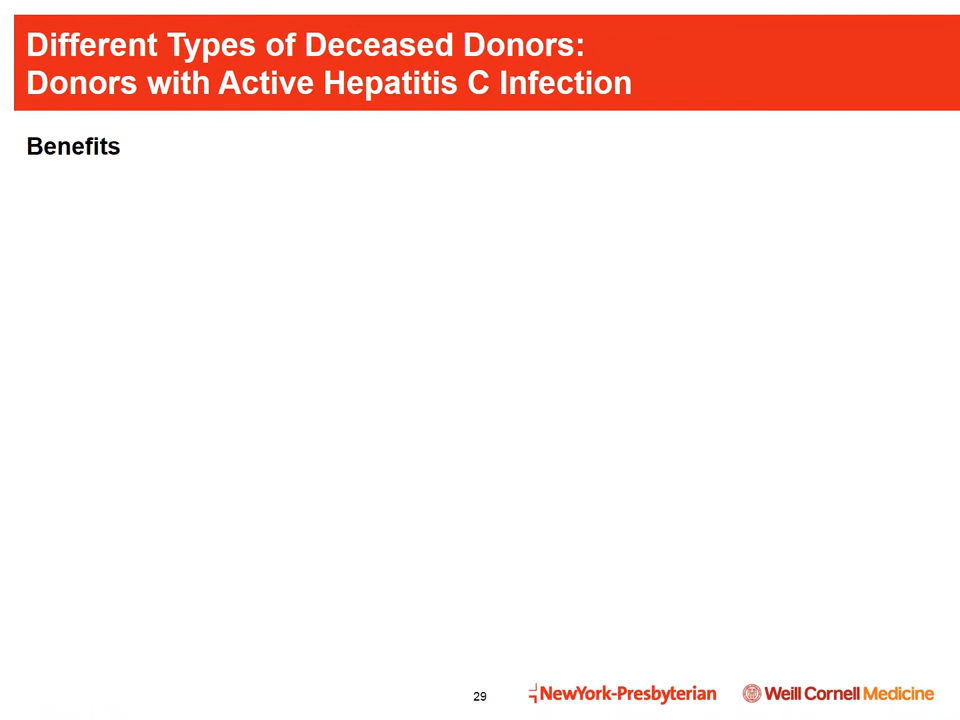 Different Types of Deceased Donors:
Donors with Active Hepatitis C Infection
Benefits
29
NewYork-Presbyterian
Weill Cornell Medicine